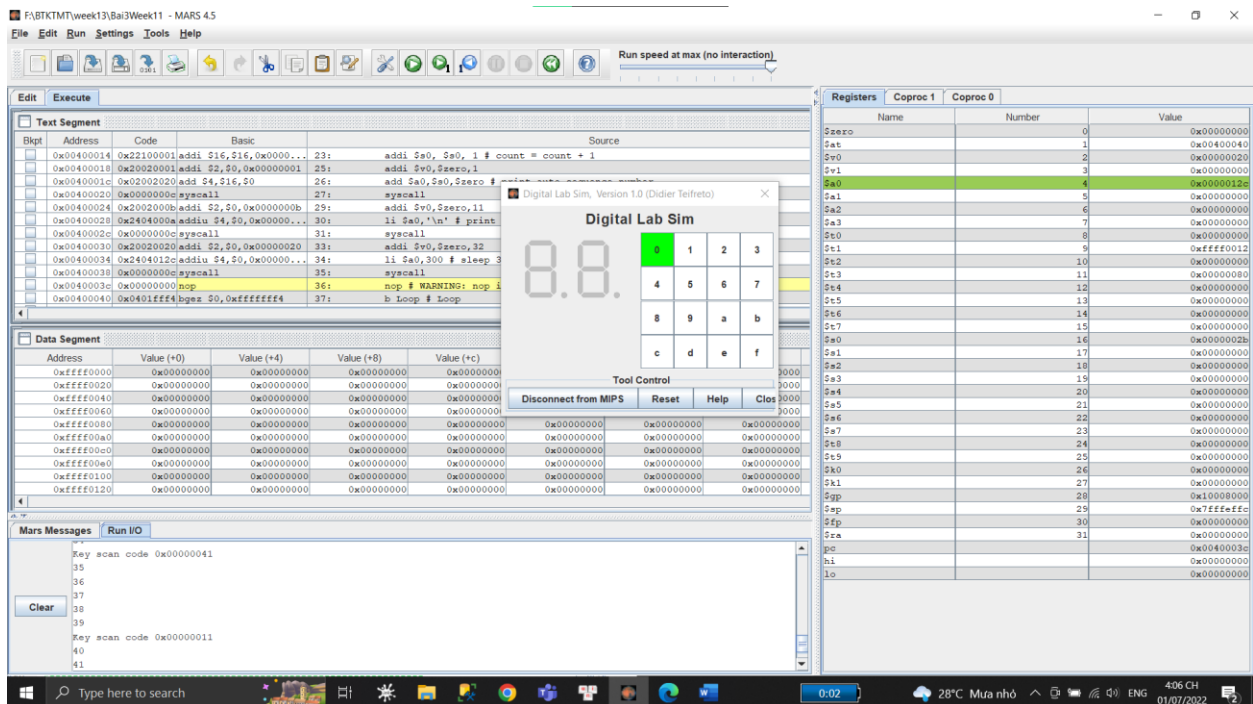 F:\BTKTMT\week13\Bai3Week11 - MARS 4.5
File Edit Run Settings Tools Help
Run speed at max (no interaction)
Edit Execute
Text Segment
Bkpt Address Code Basic Source
0x00400014 0x22100001 addi $16,$16,0x0000... 23: addi $s0, $s0, 1 # count = count + 1
0x00400018 0x20020001 addi $2,$0,0x00000001 25: addi $v0,$zero,1
0x0040001c 0x02002020 add $4,$16,$0 26: add $a0,$s0,$zero # print auto sequence number
0x00400020 0x0000000c syscall 27: syscall
0x00400024 0x2002000b addi $2,$0,0x0000000b 29: addi $v0,$zero,11
0x00400028 0x2404000a addiu $4,$0,0x00000... 30: li $a0,'\n' # print
0x0040002c 0x0000000c syscall 31: syscall
0x00400030 0x20020020 addi $2,$0,0x00000020 33: addi $v0,$zero,32
0x00400034 0x2404012c addiu $4,$0,0x00000... 34: li $a0,300 # sleep 3
0x00400038 0x0000000c syscall 35: syscall
0x0040003c 0x00000000 nop 36: nop # WARNING: nop i
0x00400040 0x0401fff4 bgez $0,0xfffffff4 37: b Loop # Loop
Digital Lab Sim, Version 1.0 (Didier Teifreto)
Digital Lab Sim
8.8.
0 1 2 3
4 5 6 7
8 9 a b
c d e f
Tool Control
Disconnect from MIPS Reset Help Clos
Data Segment
Address Value (+0) Value (+4) Value (+8) Value (+c)
0xffff0000 0x00000000 0x00000000 0x00000000 0x00000000
0xffff0020 0x00000000 0x00000000 0x00000000 0x00000000
0xffff0040 0x00000000 0x00000000 0x00000000 0x00000000
0xffff0060 0x00000000 0x00000000 0x00000000 0x00000000
0xffff0080 0x00000000 0x00000000 0x00000000 0x00000000 0x00000000 0x00000000 0x00000000
0xffff00a0 0x00000000 0x00000000 0x00000000 0x00000000 0x00000000 0x00000000 0x00000000
0xffff00c0 0x00000000 0x00000000 0x00000000 0x00000000 0x00000000 0x00000000 0x00000000
0xffff00e0 0x00000000 0x00000000 0x00000000 0x00000000 0x00000000 0x00000000 0x00000000
0xffff0100 0x00000000 0x00000000 0x00000000 0x00000000 0x00000000 0x00000000 0x00000000
0xffff0120 0x00000000 0x00000000 0x00000000 0x00000000 0x00000000 0x00000000 0x00000000
Mars Messages Run I/O
Clear
Key scan code 0x00000041
35
36
37
38
39
Key scan code 0x00000011
40
41
Registers Coproc 1 Coproc 0
Name Number Value
$zero 0 0x00000000
$at 1 0x00400040
$v0 2 0x00000020
$v1 3 0x00000000
$a0 4 0x0000012c
$a1 5 0x00000000
$a2 6 0x00000000
$a3 7 0x00000000
$t0 8 0x00000000
$t1 9 0xffff0012
$t2 10 0x00000000
$t3 11 0x00000080
$t4 12 0x00000000
$t5 13 0x00000000
$t6 14 0x00000000
$t7 15 0x00000000
$s0 16 0x0000002b
$s1 17 0x00000000
$s2 18 0x00000000
$s3 19 0x00000000
$s4 20 0x00000000
$s5 21 0x00000000
$s6 22 0x00000000
$s7 23 0x00000000
$t8 24 0x00000000
$t9 25 0x00000000
$k0 26 0x00000000
$k1 27 0x00000000
$gp 28 0x10008000
$sp 29 0x7fffeffc
$fp 30 0x00000000
$ra 31 0x00000000
pc 0x0040003c
hi 0x00000000
lo 0x00000000
Type here to search
0:02
28°C Mưa nhỏ
ENG
4:06 CH
01/07/2022
2